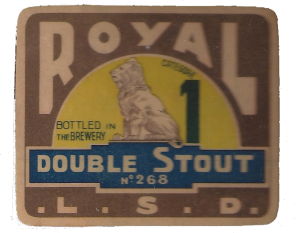 ROYAL
CATEGORY
1
BOTTLED IN
THE BREWERY
DOUBLE STOUT
Nº 268
. L . S . D .